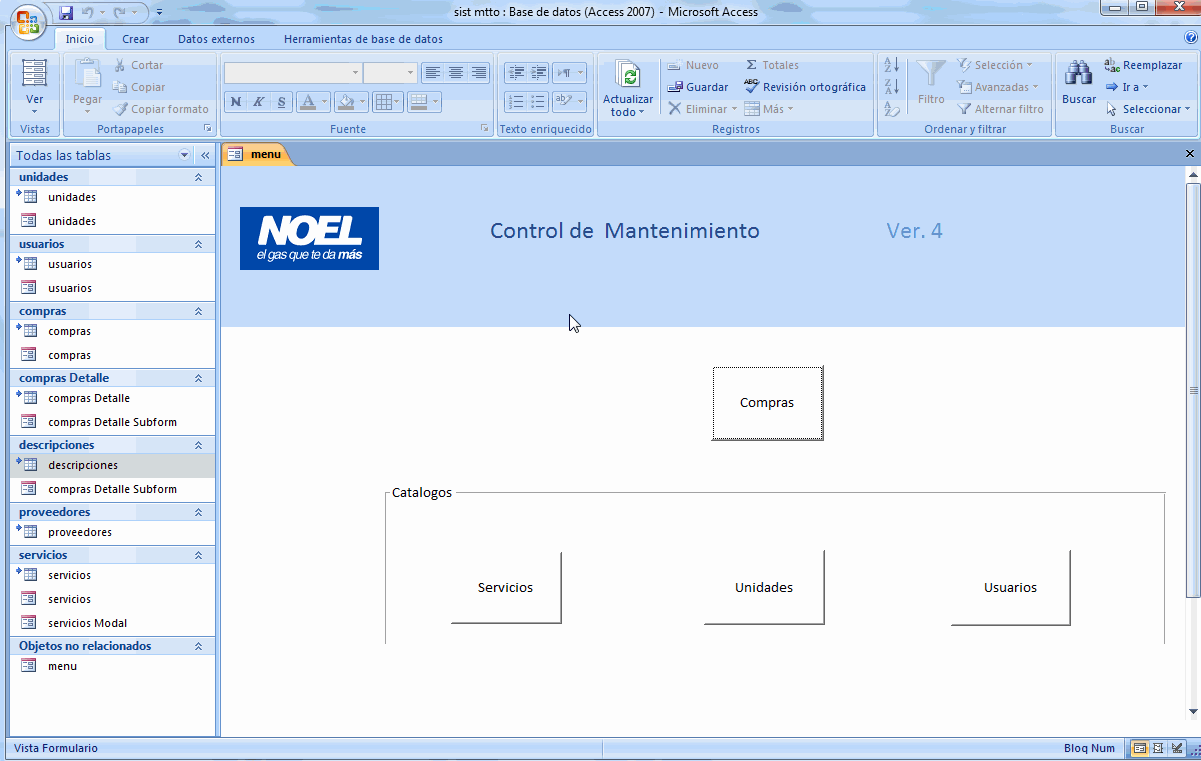 sist mtto : Base de datos (Access 2007) - Microsoft Access
Inicio Crear Datos externos Herramientas de base de datos
Ver
Vistas
Pegar
Cortar
Copiar
Copiar formato
Portapapeles
N K S A
Fuente
Texto enriquecido
Actualizar
todo
Nuevo
Guardar
Eliminar
Totales
Revisión ortográfica
Más
Registros
Filtro
Selección
Avanzadas
Alternar filtro
Ordenar y filtrar
Buscar
Reemplazar
Ir a
Seleccionar
Buscar
Todas las tablas
unidades
unidades
unidades
usuarios
usuarios
usuarios
compras
compras
compras
compras Detalle
compras Detalle
compras Detalle Subform
descripciones
descripciones
compras Detalle Subform
proveedores
proveedores
servicios
servicios
servicios
servicios Modal
Objetos no relacionados
menu
menu
NOEL
el gas que te da más
Control de Mantenimiento
Ver. 4
Compras
Catalogos
Servicios
Unidades
Usuarios
Vista Formulario
Bloq Num